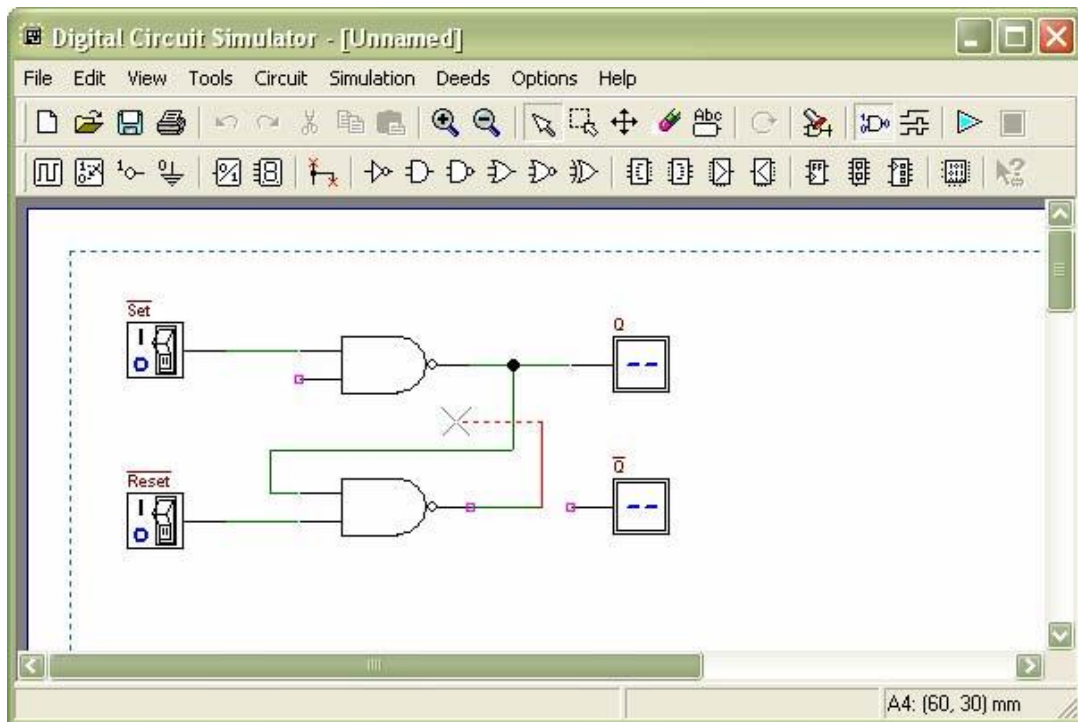 Digital Circuit Simulator - [Unnamed]
File Edit View Tools Circuit Simulation Deeds Options Help
Abc
Set
Q
Reset
Q
A4: (60, 30) mm